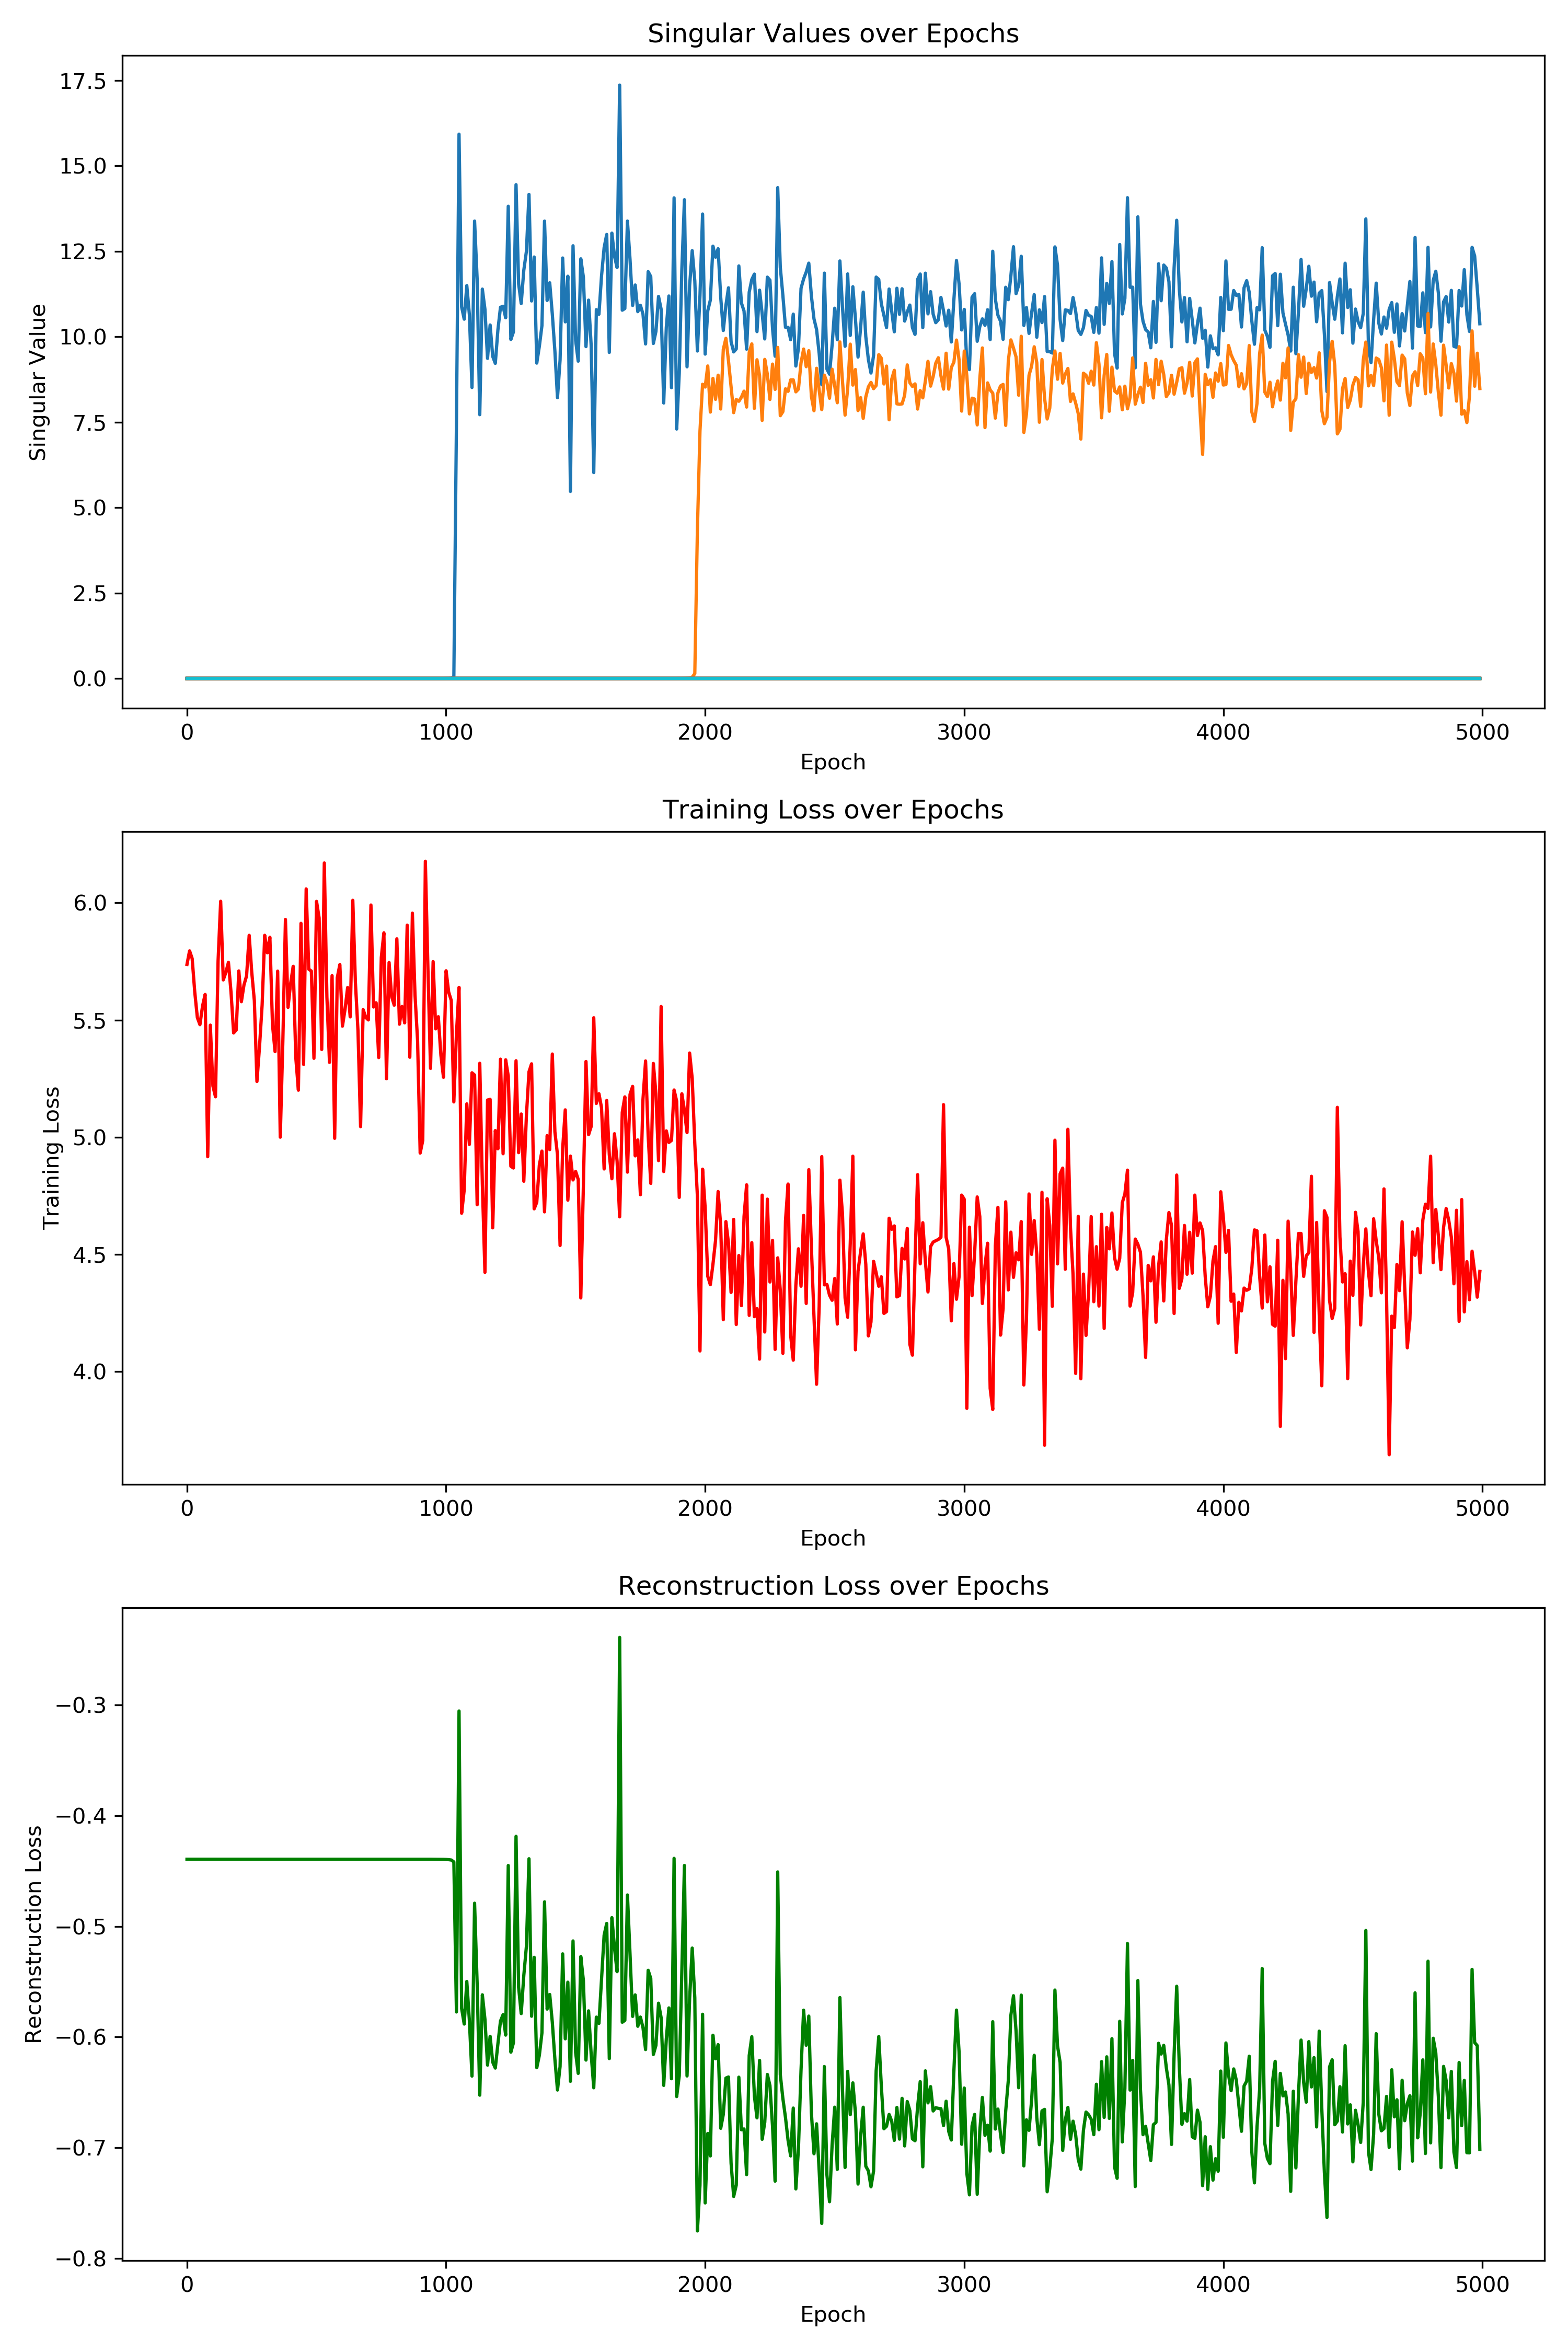 Singular Values over Epochs
17.5
15.0
12.5
10.0
7.5
5.0
2.5
0.0
Singular Value
0 1000 2000 3000 4000 5000
Epoch
Training Loss over Epochs
6.0
5.5
5.0
4.5
4.0
Training Loss
0 1000 2000 3000 4000 5000
Epoch
Reconstruction Loss over Epochs
−0.3
−0.4
−0.5
−0.6
−0.7
−0.8
Reconstruction Loss
0 1000 2000 3000 4000 5000
Epoch